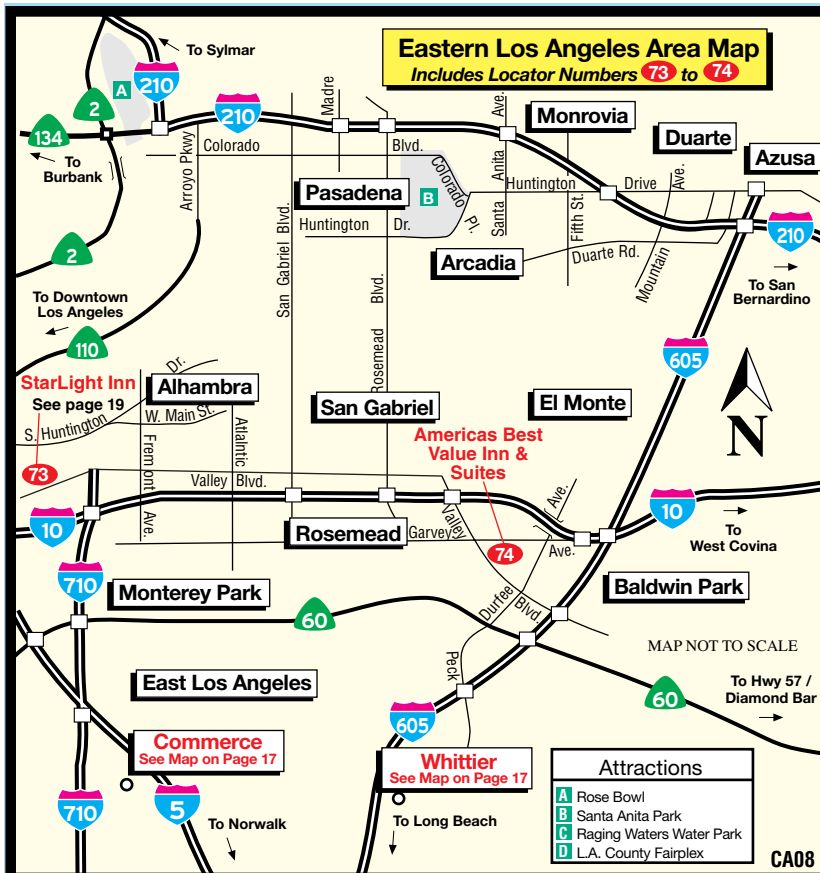 To Sylmar
Eastern Los Angeles Area Map
Includes Locator Numbers 73 to 74
A
210
2
210
134
To
Burbank
Arroyo Pkwy
Colorado
Blvd.
Madre
Ave.
Santa Anita
Monrovia
Duarte
Azusa
Pasadena
B
Colorado Pl.
Huntington
Drive
Ave.
Fifth St.
Huntington
Dr.
San Gabriel Blvd.
Arcadia
Duarte Rd.
Mountain
210
2
To San
Bernardino
To Downtown
Los Angeles
110
Rosemead Blvd.
605
N
StarLight Inn
See page 19
Dr.
Alhambra
S. Huntington
W. Main St.
San Gabriel
El Monte
73
Fremont Ave.
Atlaintic
Valley
Blvd.
Americas Best
Value Inn &
Suites
Ave.
10
10
To
West Covina
Rosemead
Garvey
Valley
Ave.
74
710
Monterey Park
60
Durfee
Blvd.
Baldwin Park
Peck
MAP NOT TO SCALE
East Los Angeles
60
To Hwy 57 /
Diamond Bar
Commerce
See Map on Page 17
605
Whittier
See Map on Page 17
710
5
To Norwalk
To Long Beach
Attractions
A Rose Bowl
B Santa Anita Park
C Raging Waters Water Park
D L.A. County Fairplex
CA08